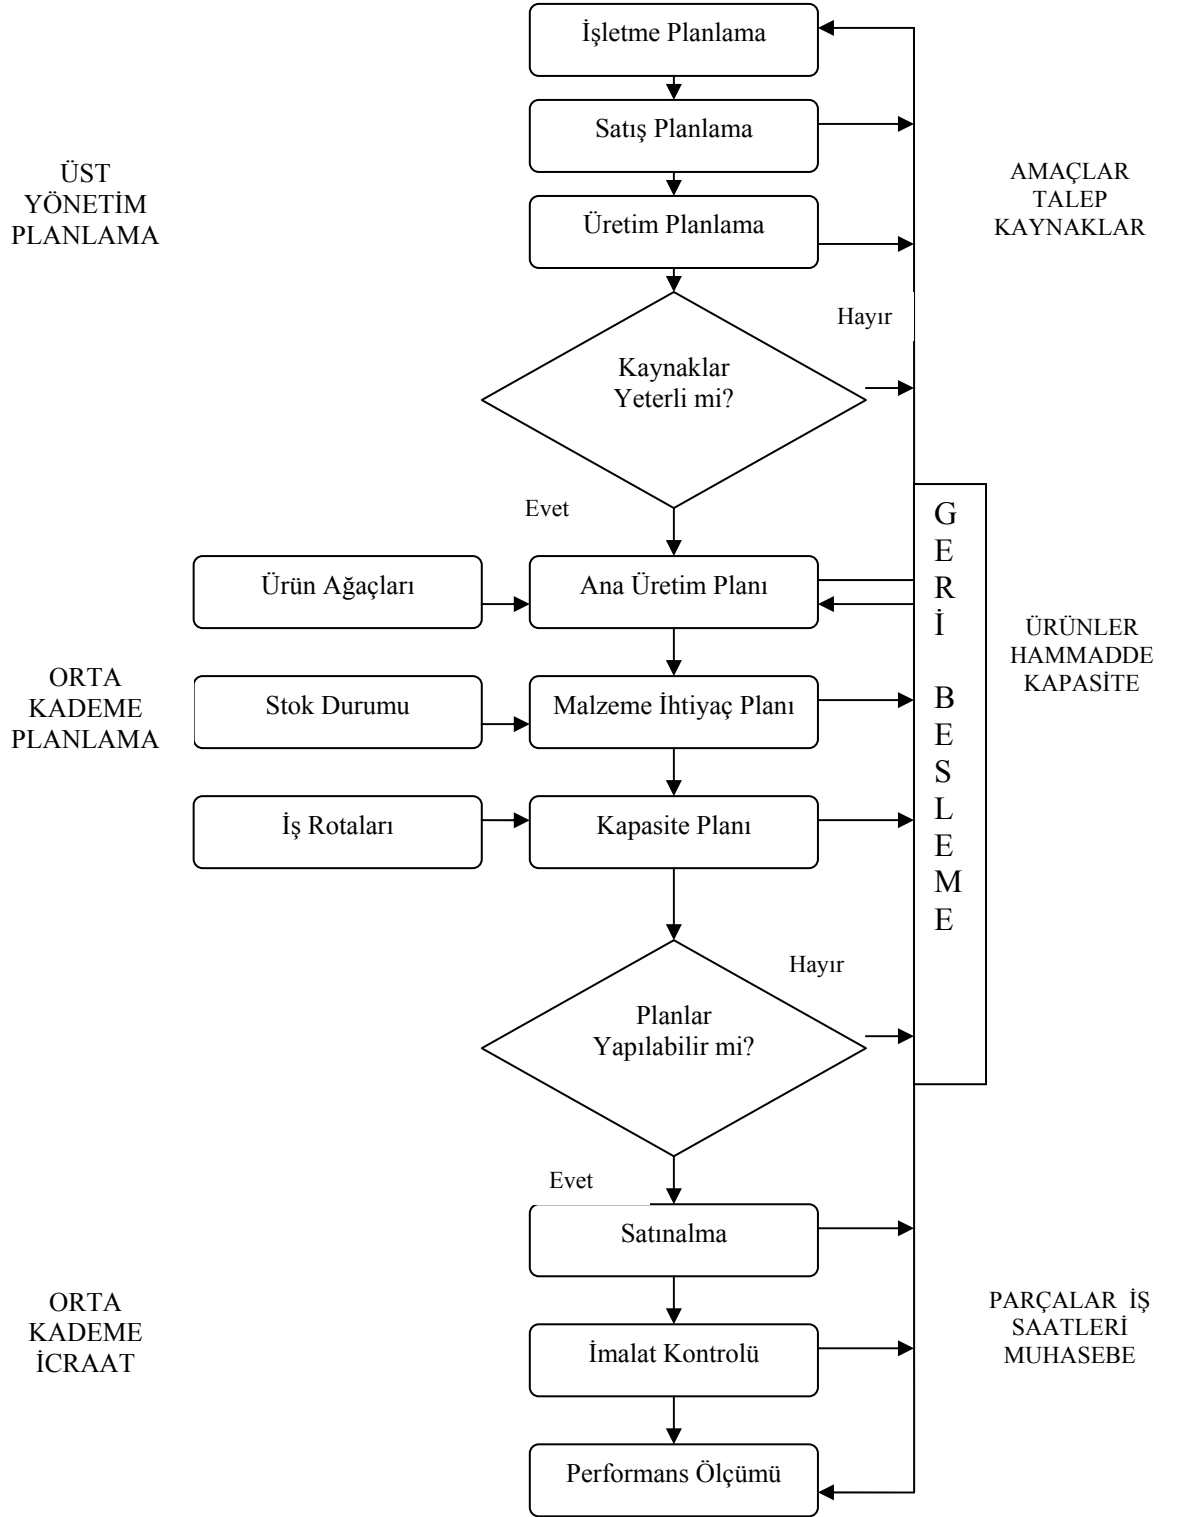 İşletme Planlama
Satış Planlama
ÜST
YÖNETİM
PLANLAMA
AMAÇLAR
TALEP
KAYNAKLAR
Üretim Planlama
Hayır
Kaynaklar
Yeterli mi?
Evet
GERİ BESLEME
Ürün Ağaçları
Ana Üretim Planı
ÜRÜNLER
HAMMADDE
KAPASİTE
ORTA
KADEME
PLANLAMA
Stok Durumu
Malzeme İhtiyaç Planı
İş Rotaları
Kapasite Planı
Hayır
Planlar
Yapılabilir mi?
Evet
Satınalma
ORTA
KADEME
İCRAAT
PARÇALAR İŞ
SAATLERİ
MUHASEBE
İmalat Kontrolü
Performans Ölçümü